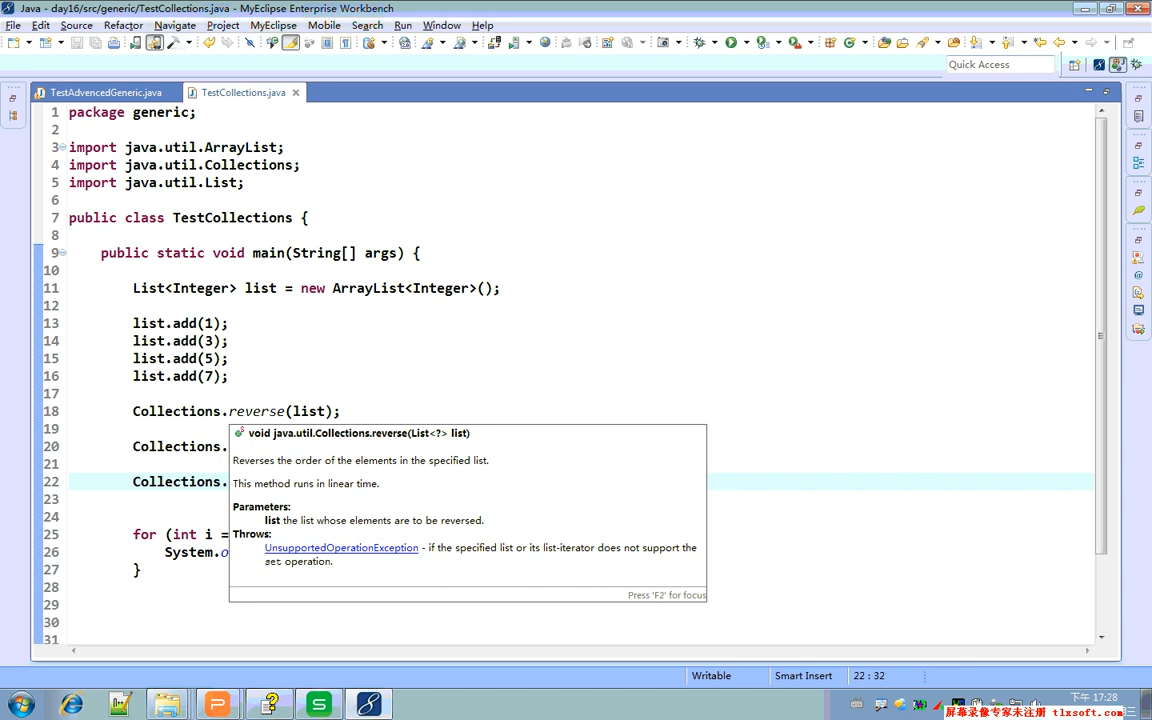 Java - day16/src/generic/TestCollections.java - MyEclipse Enterprise Workbench
File Edit Source Refactor Navigate Project MyEclipse Mobile Search Run Window Help
Quick Access
TestAdvencedGeneric.java TestCollections.java
1 package generic;
2
3 import java.util.ArrayList;
4 import java.util.Collections;
5 import java.util.List;
6
7 public class TestCollections {
8
9 public static void main(String[] args) {
10
11 List<Integer> list = new ArrayList<Integer>();
12
13 list.add(1);
14 list.add(3);
15 list.add(5);
16 list.add(7);
17
18 Collections.reverse(list);
19
20 Collections.
21
22 Collections.
23
24
25 for (int i =
26 System.o
27 }
28
29
30
31
void java.util.Collections.reverse(List<?> list)
Reverses the order of the elements in the specified list.
This method runs in linear time.
Parameters:
list the list whose elements are to be reversed.
Throws:
UnsupportedOperationException - if the specified list or its list-iterator does not support the
set operation.
Press 'F2' for focus
Writable Smart Insert 22 : 32
下午 17:28
屏幕录像专家未注册 tlxsoft.com